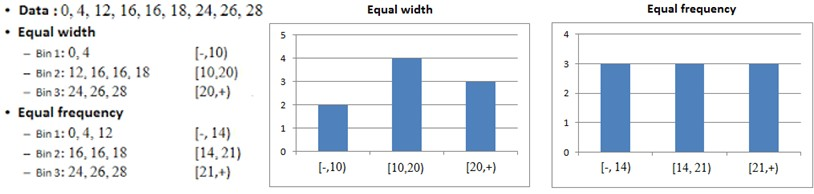 • Data : 0, 4, 12, 16, 16, 18, 24, 26, 28
• Equal width
– Bin 1: 0, 4 [-,10)
– Bin 2: 12, 16, 16, 18 [10,20)
– Bin 3: 24, 26, 28 [20,+)
• Equal frequency
– Bin 1: 0, 4, 12 [-, 14)
– Bin 2: 16, 16, 18 [14, 21)
– Bin 3: 24, 26, 28 [21,+)
Equal width
5
4
3
2
1
0
[-,10) [10,20) [20,+)
Equal frequency
4
3
2
1
0
[-, 14) [14, 21) [21,+)